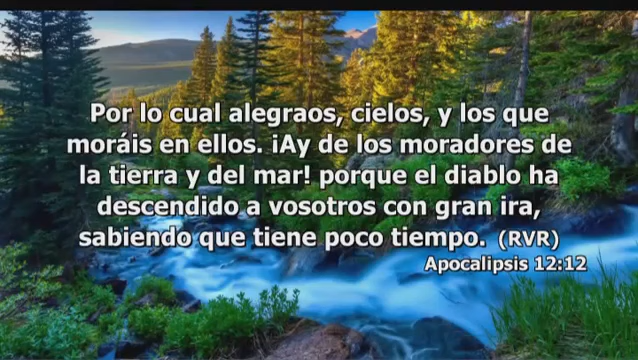 Por lo cual alegraos, cielos, y los que
moráis en ellos. ¡Ay de los moradores de
la tierra y del mar! porque el diablo ha
descendido a vosotros con gran ira,
sabiendo que tiene poco tiempo. (RVR)
Apocalipsis 12:12